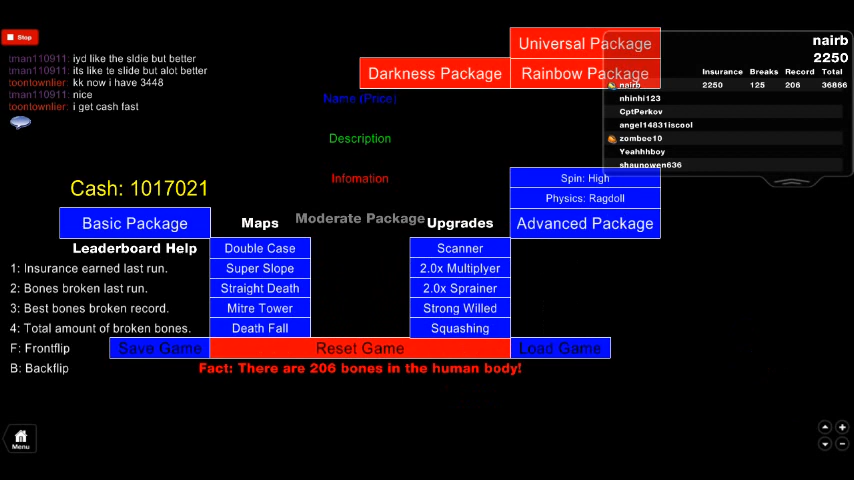 Stop
tman110911: iyd like the sldie but better
tman110911: its like te slide but alot better
toontownlier: kk now i have 3448
tman110911: nice
toontownlier: i get cash fast
Universal Package
Darkness Package
Rainbow Package
Name (Price)
Description
Infomation
nairb
2250
Insurance Breaks Record Total
nairb 2250 125 206 36866
nhinhi123
CptPerkov
angel14831iscool
zombee10
Yeahhhboy
shaunowen636
Spin: High
Physics: Ragdoll
Cash: 1017021
Basic Package
Maps
Moderate Package
Upgrades
Advanced Package
Leaderboard Help
Double Case
Scanner
1: Insurance earned last run.
Super Slope
2.0x Multiplyer
2: Bones broken last run.
Straight Death
2.0x Sprainer
3: Best bones broken record.
Mitre Tower
Strong Willed
4: Total amount of broken bones.
Death Fall
Squashing
F: Frontflip
Save Game
Reset Game
Load Game
B: Backflip
Fact: There are 206 bones in the human body!
Menu